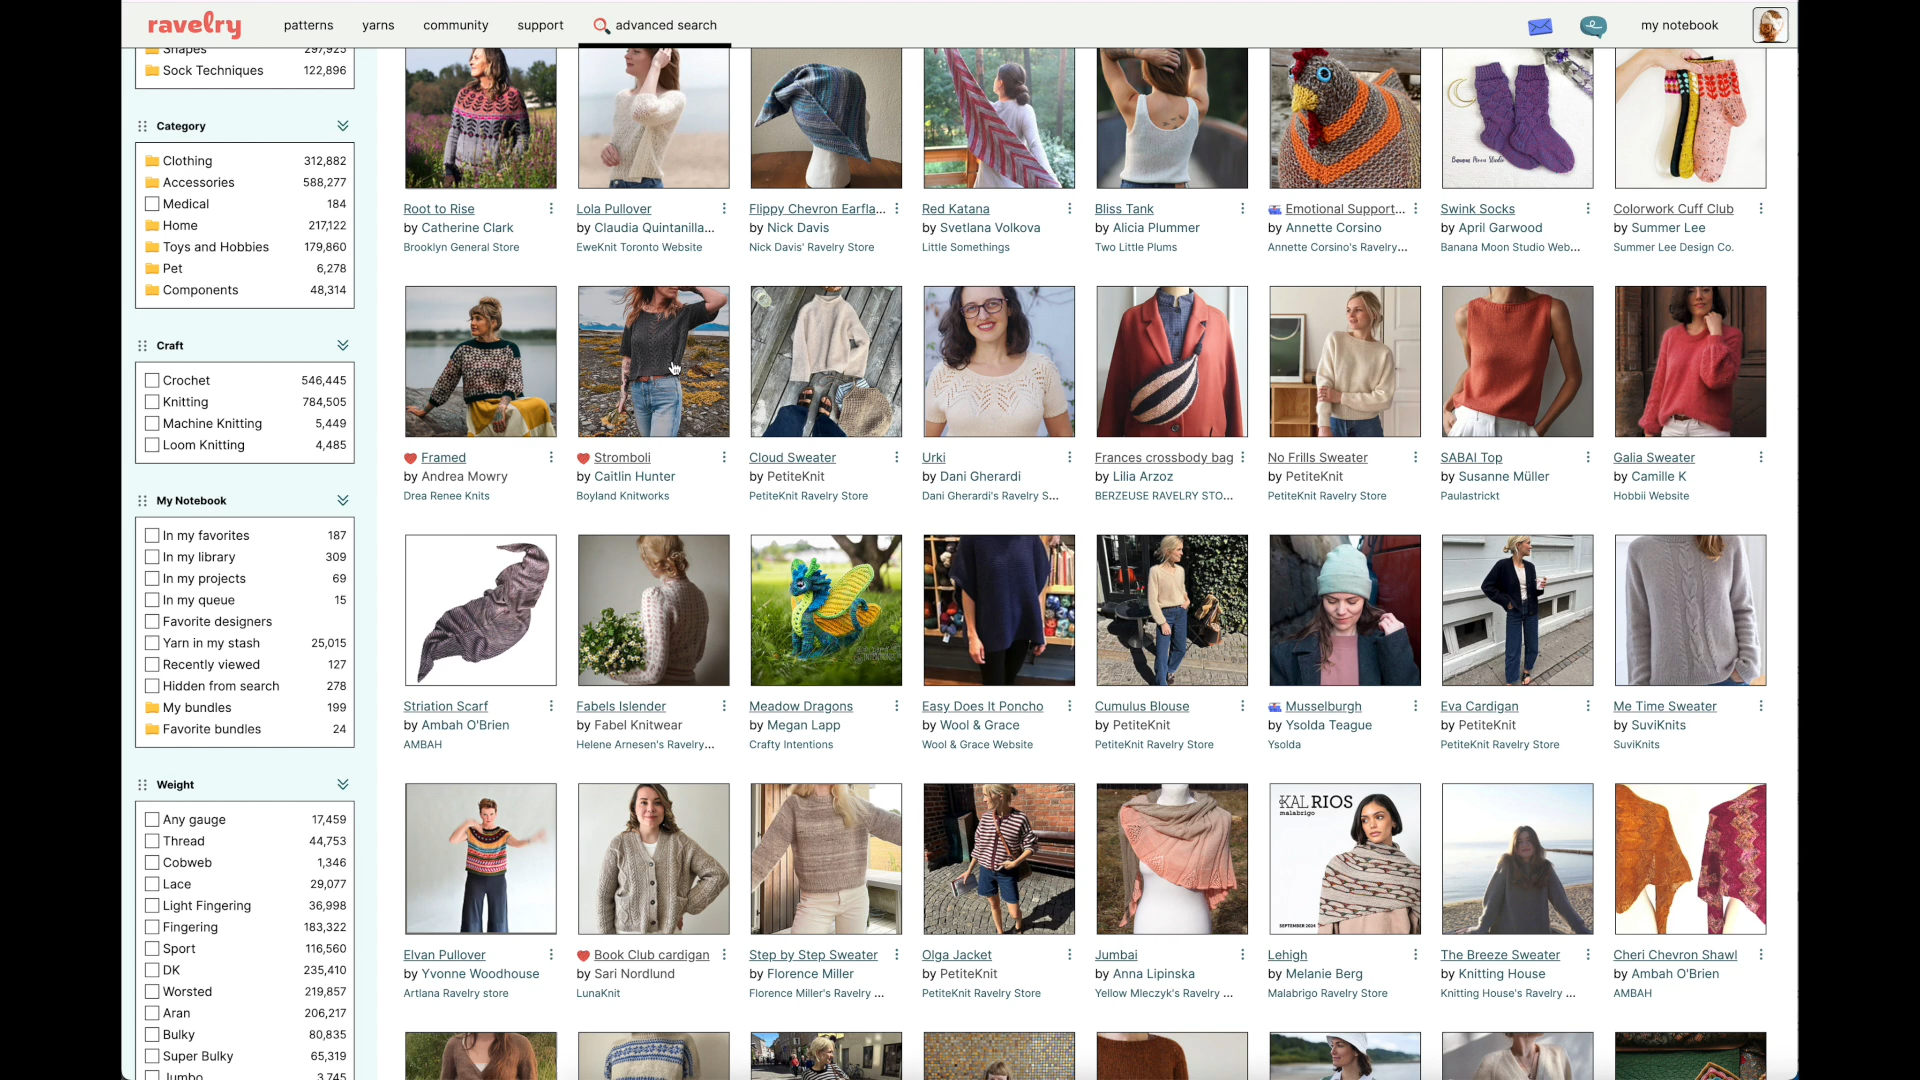 ravelry
patterns
yarns
community
support
advanced search
my notebook
Shapes 297,925
Sock Techniques 122,896
Category
Clothing 312,882
Accessories 588,277
Medical 184
Home 217,122
Toys and Hobbies 179,860
Pet 6,278
Components 48,314
Craft
Crochet 546,445
Knitting 784,505
Machine Knitting 5,449
Loom Knitting 4,485
My Notebook
In my favorites 187
In my library 309
In my projects 69
In my queue 15
Favorite designers
Yarn in my stash 25,015
Recently viewed 127
Hidden from search 278
My bundles 199
Favorite bundles 24
Weight
Any gauge 17,459
Thread 44,753
Cobweb 1,346
Lace 29,077
Light Fingering 36,998
Fingering 183,322
Sport 116,560
DK 235,410
Worsted 219,857
Aran 206,217
Bulky 80,835
Super Bulky 65,319
Jumbo 3,745
Root to Rise
by Catherine Clark
Brooklyn General Store
Lola Pullover
by Claudia Quintanilla...
EweKnit Toronto Website
Flippy Chevron Earfla...
by Nick Davis
Nick Davis' Ravelry Store
Red Katana
by Svetlana Volkova
Little Somethings
Bliss Tank
by Alicia Plummer
Two Little Plums
Emotional Support...
by Annette Corsino
Annette Corsino's Ravelry...
Banana Moon Studio
Swink Socks
by April Garwood
Banana Moon Studio Web...
Colorwork Cuff Club
by Summer Lee
Summer Lee Design Co.
Framed
by Andrea Mowry
Drea Renee Knits
Stromboli
by Caitlin Hunter
Boyland Knitworks
Cloud Sweater
by PetiteKnit
PetiteKnit Ravelry Store
Urki
by Dani Gherardi
Dani Gherardi's Ravelry S...
Frances crossbody bag
by Lilia Arzoz
BERZEUSE RAVELRY STO...
No Frills Sweater
by PetiteKnit
PetiteKnit Ravelry Store
SABAI Top
by Susanne Müller
Paulastrickt
Galia Sweater
by Camille K
Hobbii Website
Striation Scarf
by Ambah O'Brien
AMBAH
Fabels Islender
by Fabel Knitwear
Helene Arnesen's Ravelry...
Meadow Dragons
by Megan Lapp
Crafty Intentions
Easy Does It Poncho
by Wool & Grace
Wool & Grace Website
Cumulus Blouse
by PetiteKnit
PetiteKnit Ravelry Store
Musselburgh
by Ysolda Teague
Ysolda
Eva Cardigan
by PetiteKnit
PetiteKnit Ravelry Store
Me Time Sweater
by SuviKnits
SuviKnits
Elvan Pullover
by Yvonne Woodhouse
Artlana Ravelry store
Book Club cardigan
by Sari Nordlund
LunaKnit
Step by Step Sweater
by Florence Miller
Florence Miller's Ravelry ...
Olga Jacket
by PetiteKnit
PetiteKnit Ravelry Store
Jumbai
by Anna Lipinska
Yellow Mleczyk's Ravelry ...
KAL RIOS
malabrigo
SEPTEMBER 2024
Lehigh
by Melanie Berg
Malabrigo Ravelry Store
The Breeze Sweater
by Knitting House
Knitting House's Ravelry ...
Cheri Chevron Shawl
by Ambah O'Brien
AMBAH